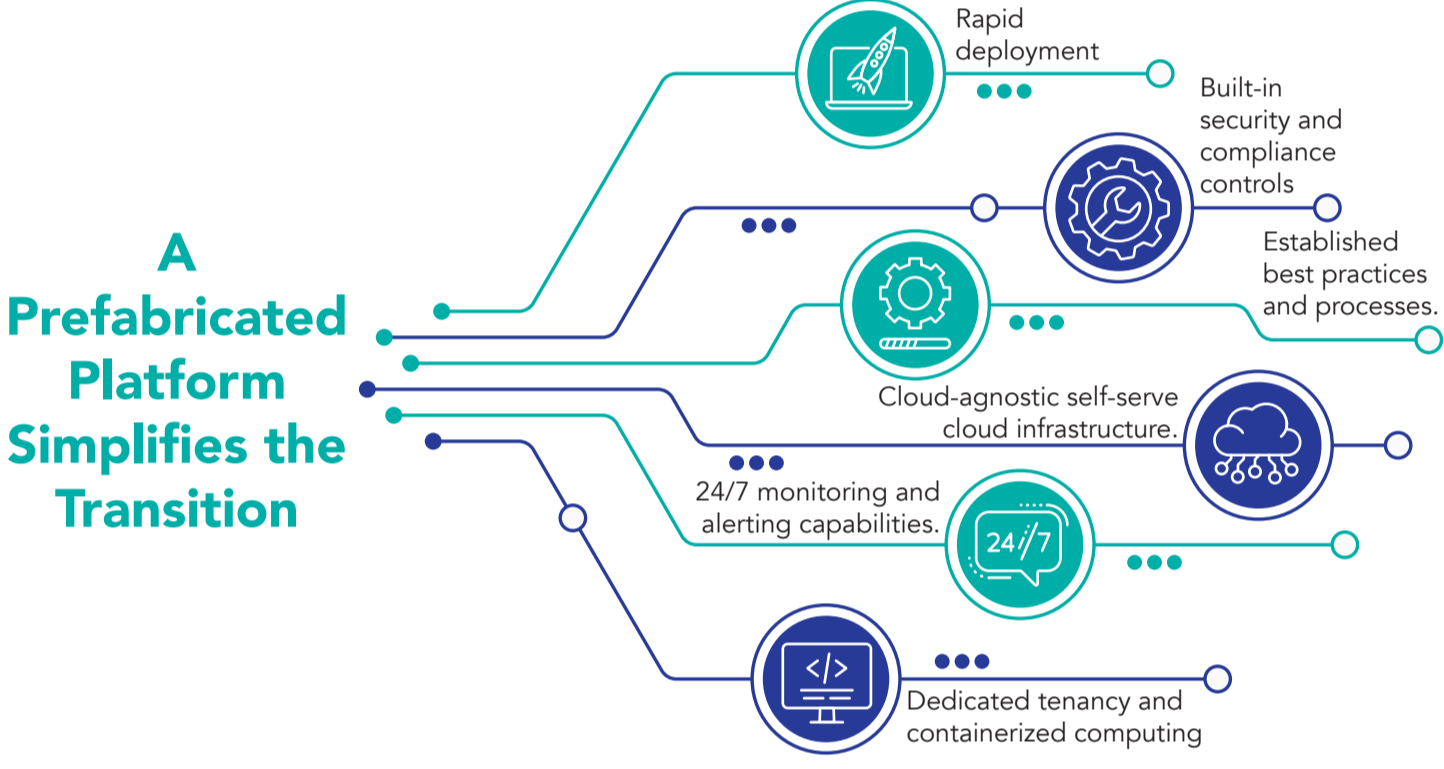 A
Prefabricated
Platform
Simplifies the
Transition
Rapid
deployment
Built-in
security and
compliance
controls
Established
best practices
and processes.
Cloud-agnostic self-serve
cloud infrastructure.
24/7 monitoring and
alerting capabilities.
24/7
</>
Dedicated tenancy and
containerized computing